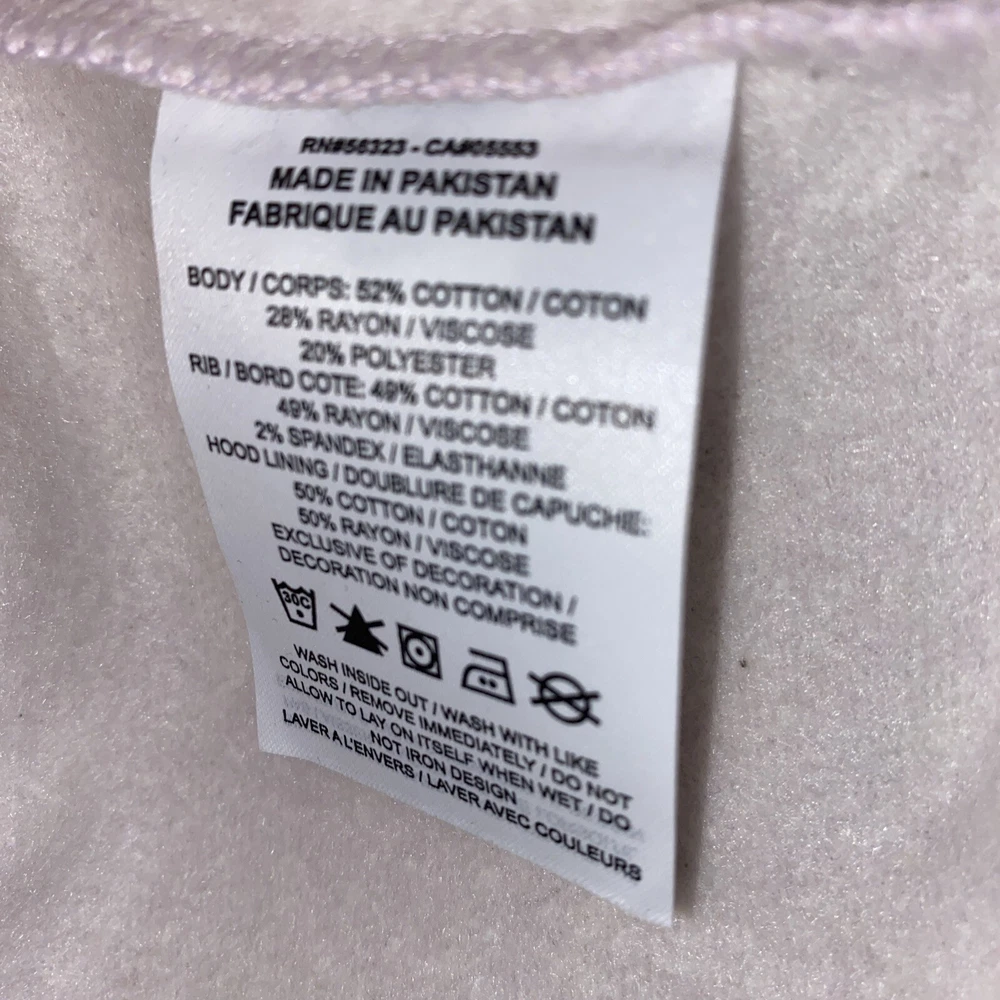 RN#56323 - CA#05553
MADE IN PAKISTAN
FABRIQUE AU PAKISTAN
BODY / CORPS: 52% COTTON / COTON
28% RAYON / VISCOSE
20% POLYESTER
RIB / BORD COTE: 49% COTTON / COTON
49% RAYON / VISCOSE
2% SPANDEX / ELASTHANNE
HOOD LINING / DOUBLURE DE CAPUCHE:
50% COTTON / COTON
50% RAYON / VISCOSE
EXCLUSIVE OF DECORATION /
DECORATION NON COMPRISE
30C
WASH INSIDE OUT / WASH WITH LIKE
COLORS / REMOVE IMMEDIATELY / DO NOT
ALLOW TO LAY ON ITSELF WHEN WET / DO
NOT IRON DESIGN
LAVER A L'ENVERS / LAVER AVEC COULEURS